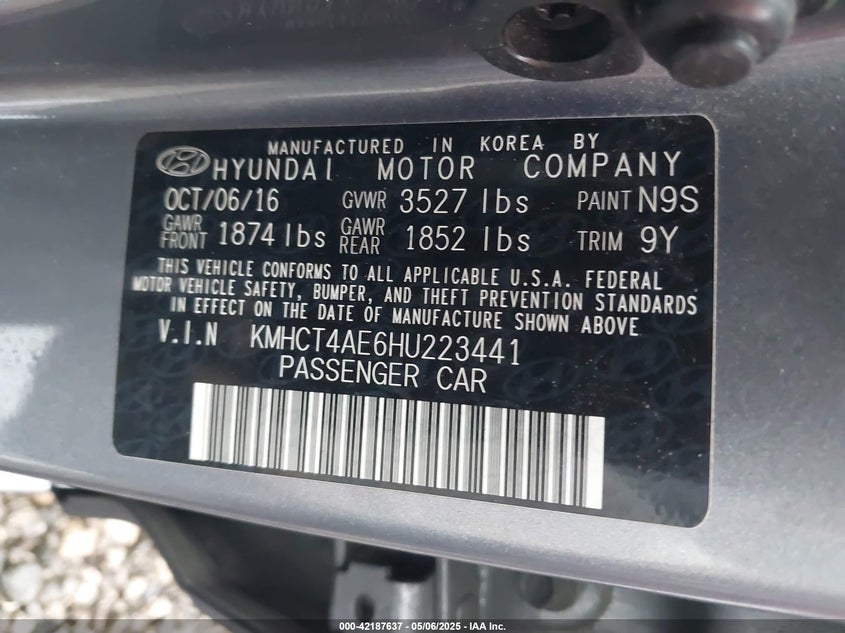 MANUFACTURED IN KOREA BY
HYUNDAI MOTOR COMPANY
OCT/06/16 GVWR 3527 lbs PAINT N9S
GAWR FRONT 1874 lbs GAWR REAR 1852 lbs TRIM 9Y
THIS VEHICLE CONFORMS TO ALL APPLICABLE U.S.A. FEDERAL
MOTOR VEHICLE SAFETY, BUMPER, AND THEFT PREVENTION STANDARDS
IN EFFECT ON THE DATE OF MANUFACTURE SHOWN ABOVE
V.I.N KMHCT4AE6HU223441
PASSENGER CAR
000-42187637 - 05/06/2025 - IAA Inc.